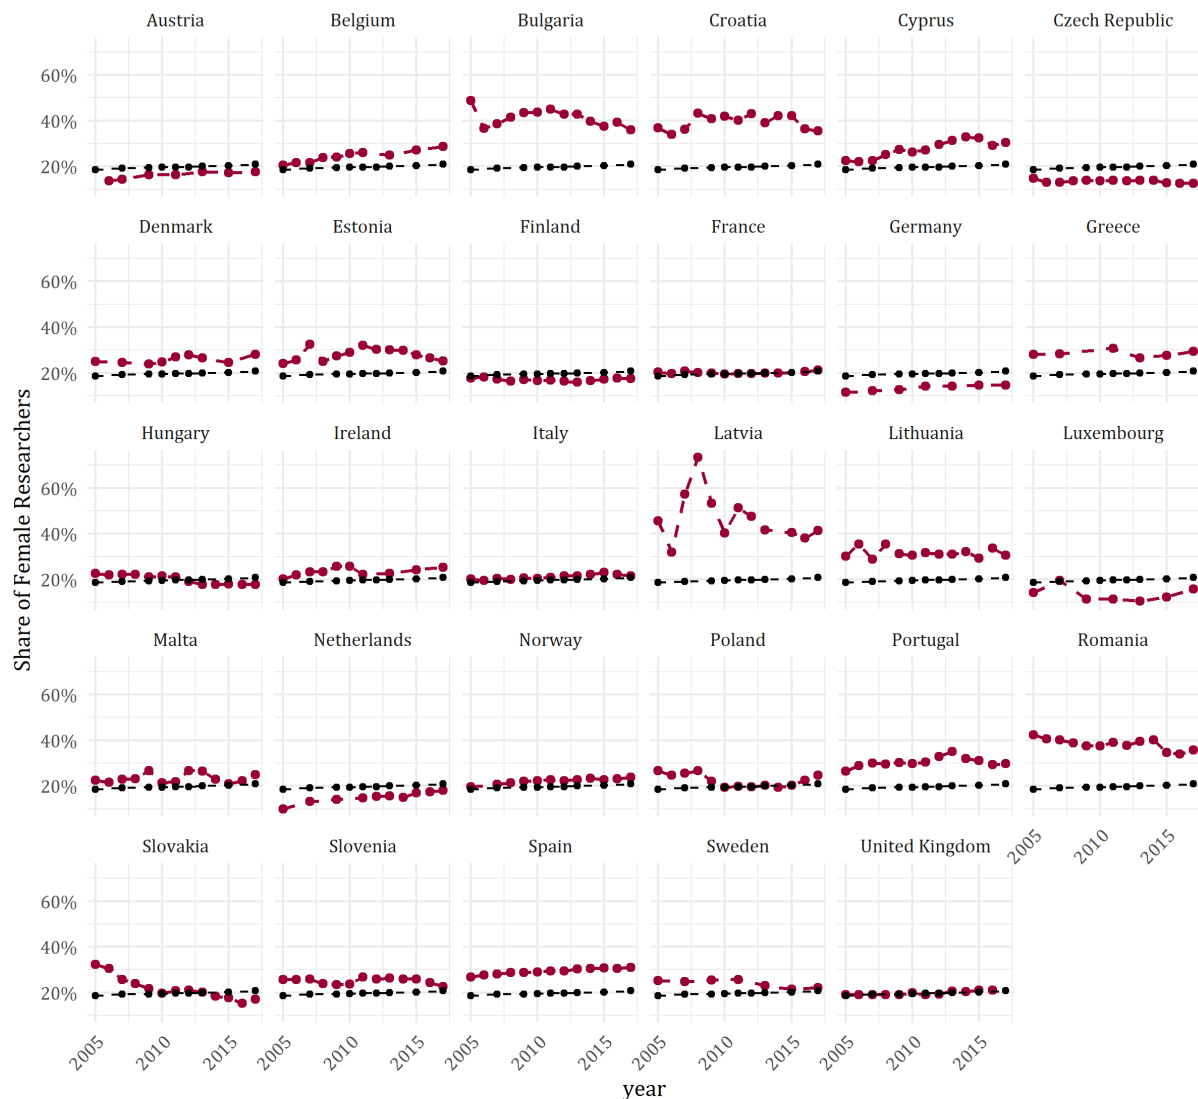 Austria Belgium Bulgaria Croatia Cyprus Czech Republic
60%
40%
20%
Denmark Estonia Finland France Germany Greece
60%
40%
20%
Hungary Ireland Italy Latvia Lithuania Luxembourg
60%
40%
20%
Share of Female Researchers
Malta Netherlands Norway Poland Portugal Romania
60%
40%
20%
2005 2010 2015
Slovakia Slovenia Spain Sweden United Kingdom
60%
40%
20%
2005 2010 2015 2005 2010 2015 2005 2010 2015 2005 2010 2015 2005 2010 2015
year